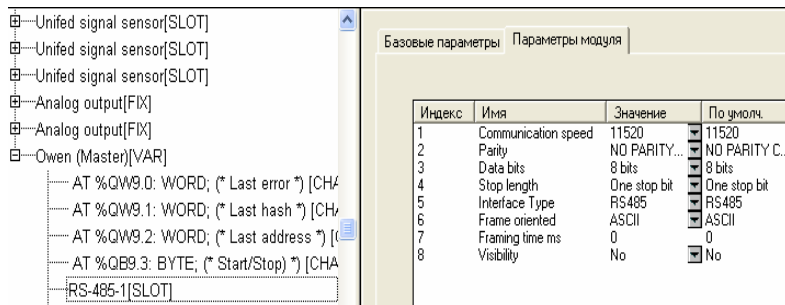 Unifed signal sensor[SLOT]
Unifed signal sensor[SLOT]
Unifed signal sensor[SLOT]
Analog output[FIX]
Analog output[FIX]
Owen (Master)[VAR]
AT %QW9.0: WORD; (* Last error *) [CHA
AT %QW9.1: WORD; (* Last hash *) [CHA
AT %QW9.2: WORD; (* Last address *) [(
AT %QB9.3: BYTE; (* Start/Stop) *) [CHA
RS-485-1[SLOT]
Базовые параметры Параметры модуля
Индекс Имя Значение По умолч.
1 Communication speed 11520 11520
2 Parity NO PARITY... NO PARITY C...
3 Data bits 8 bits 8 bits
4 Stop length One stop bit One stop bit
5 Interface Type RS485 RS485
6 Frame oriented ASCII ASCII
7 Framing time ms 0 0
8 Visibility No No